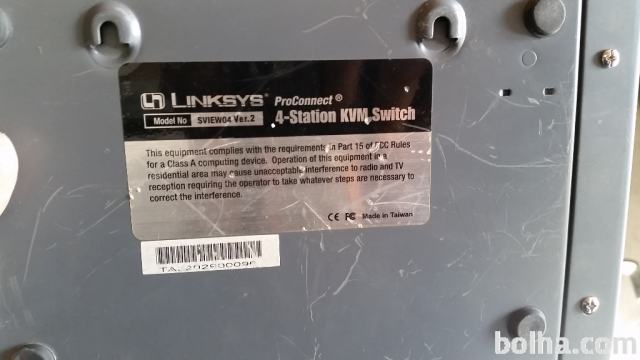 LINKSYS® ProConnect®
Model No SVIEW04 Ver.2 4-Station KVM Switch
This equipment complies with the requirements in Part 15 of FCC Rules
for a Class A computing device. Operation of this equipment in a
residential area may cause unacceptable interference to radio and TV
reception requiring the operator to take whatever steps are necessary to
correct the interference.
CE FC Made in Taiwan
bolha.com